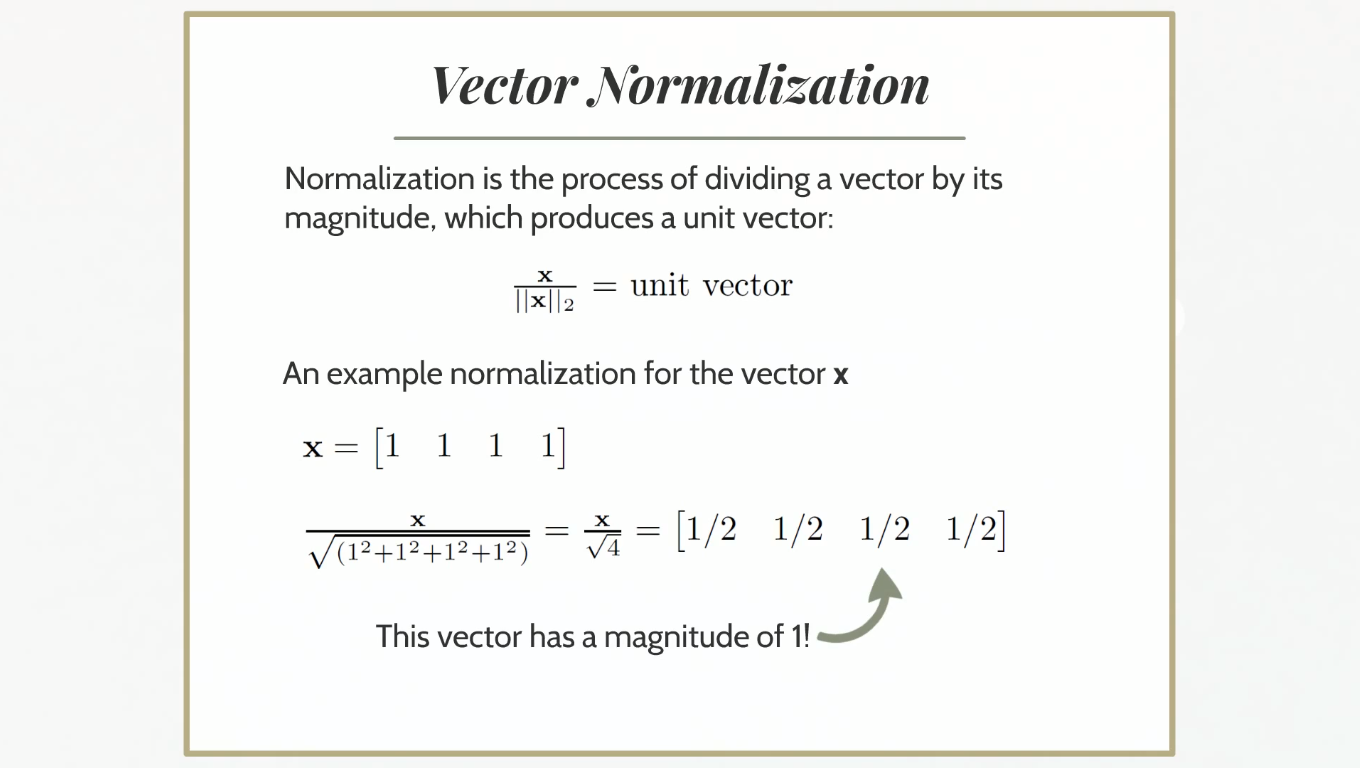 Vector Normalization
Normalization is the process of dividing a vector by its
magnitude, which produces a unit vector:
x / ||x||₂ = unit vector
An example normalization for the vector x
x = [1 1 1 1]
x / √(1²+1²+1²+1²) = x / √4 = [1/2 1/2 1/2 1/2]
This vector has a magnitude of 1!